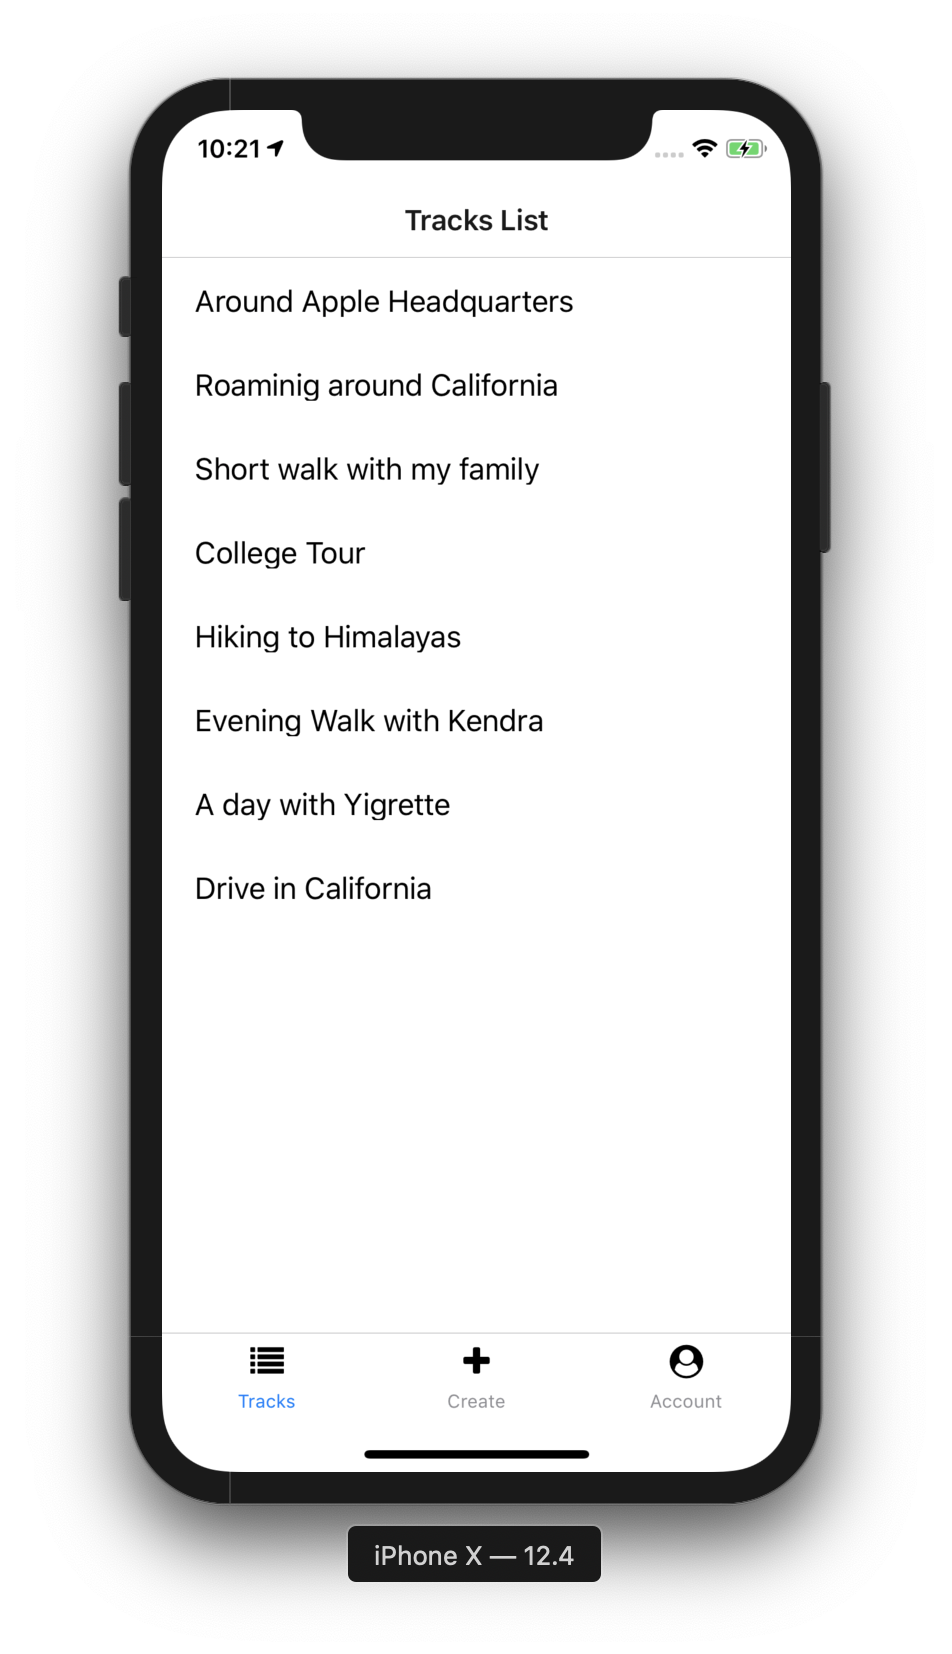 10:21
Tracks List
Around Apple Headquarters
Roaminig around California
Short walk with my family
College Tour
Hiking to Himalayas
Evening Walk with Kendra
A day with Yigrette
Drive in California
Tracks Create Account
iPhone X — 12.4